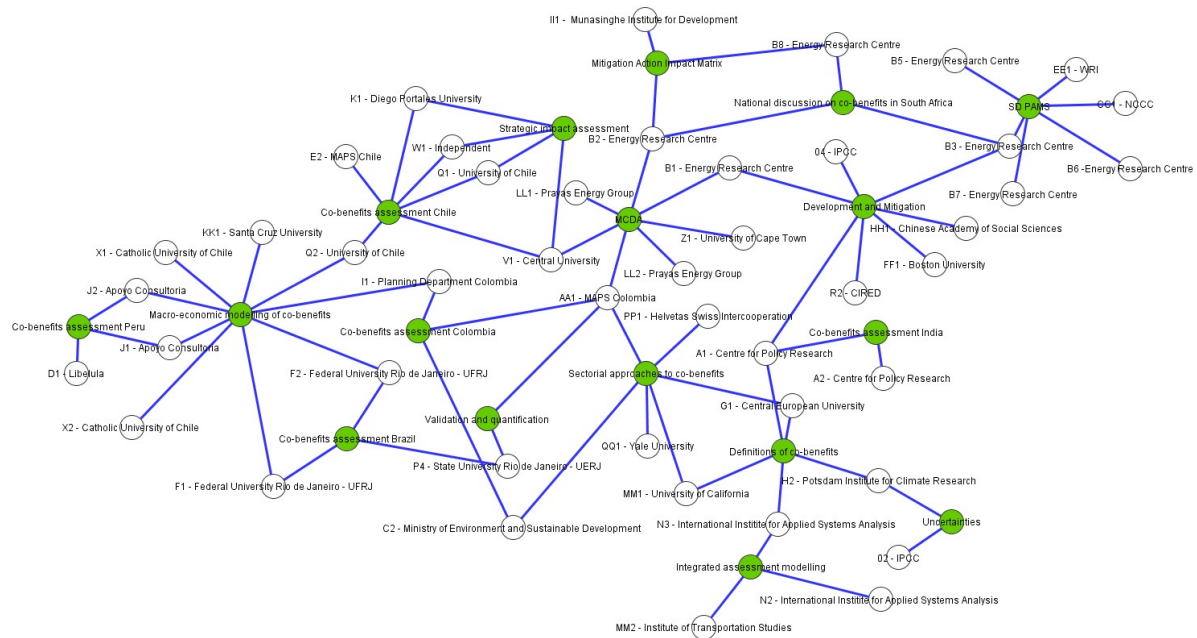 II1 - Munasinghe Institute for Development
B8 - Energy Research Centre
B5 - Energy Research Centre
EE1 - WRI
Mitigation Action Impact Matrix
K1 - Diego Portales University
National discussion on co-benefits in South Africa
SD PAMS
CC1 - NCCC
Strategic impact assessment
W1 - Independent
B2 - Energy Research Centre
B3 - Energy Research Centre
E2 - MAPS Chile
04 - IPCC
Q1 - University of Chile
B1 - Energy Research Centre
B6 -Energy Research Centre
LL1 - Prayas Energy Group
B7 - Energy Research Centre
Co-benefits assessment Chile
MCDA
Development and Mitigation
HH1 - Chinese Academy of Social Sciences
KK1 - Santa Cruz University
Z1 - University of Cape Town
X1 - Catholic University of Chile
Q2 - University of Chile
V1 - Central University
FF1 - Boston University
LL2 - Prayas Energy Group
I1 - Planning Department Colombia
J2 - Apoyo Consultoria
R2 - CIRED
AA1 - MAPS Colombia
Macro-economic modelling of co-benefits
PP1 - Helvetas Swiss Intercooperation
Co-benefits assessment Peru
Co-benefits assessment Colombia
Co-benefits assessment India
J1 - Apoyo Consultoria
A1 - Centre for Policy Research
D1 - Libelula
F2 - Federal University Rio de Janeiro - UFRJ
Sectorial approaches to co-benefits
A2 - Centre for Policy Research
G1 - Central European University
Validation and quantification
X2 - Catholic University of Chile
Co-benefits assessment Brazil
QQ1 - Yale University
Definitions of co-benefits
P4 - State University Rio de Janeiro - UERJ
H2 - Potsdam Institute for Climate Research
F1 - Federal University Rio de Janeiro - UFRJ
MM1 - University of California
Uncertainties
C2 - Ministry of Environment and Sustainable Development
N3 - International Institite for Applied Systems Analysis
02 - IPCC
Integrated assessment modelling
N2 - International Institite for Applied Systems Analysis
MM2 - Institute of Transportation Studies